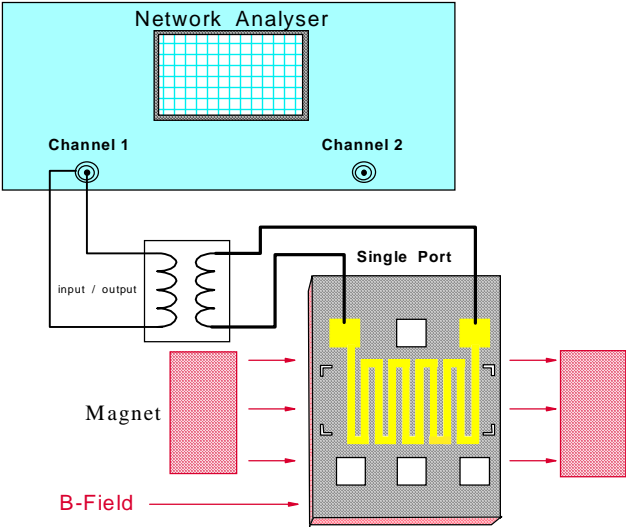 Network Analyser
Channel 1
Channel 2
Single Port
input / output
Magnet
B-Field